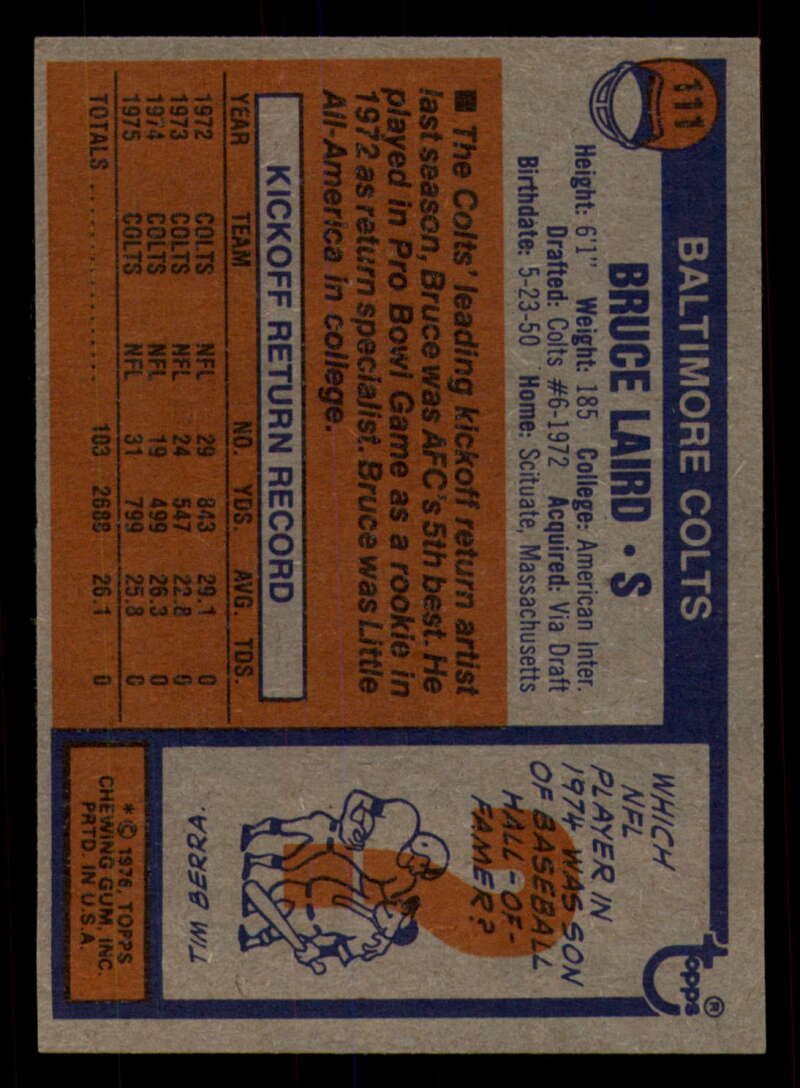 111
BALTIMORE COLTS
BRUCE LAIRD • S
Height: 6'1" Weight: 185 College: American Inter.
Drafted: Colts #6-1972 Acquired: Via Draft
Birthdate: 5-23-50 Home: Scituate, Massachusetts
■ The Colts' leading kickoff return artist
last season, Bruce was AFC's 5th best. He
played in Pro Bowl Game as a rookie in
1972 as return specialist. Bruce was Little
All-America in college.
KICKOFF RETURN RECORD
YEAR TEAM NO. YDS. AVG. TDS.
1972 COLTS NFL 29 843 29.1 0
1973 COLTS NFL 24 547 22.8 0
1974 COLTS NFL 19 499 26.3 0
1975 COLTS NFL 31 799 25.8 0
TOTALS .................. 103 2688 26.1 0
topps®
WHICH
NFL
PLAYER IN
1974 WAS SON
OF BASEBALL
HALL-OF-
FAMER?
?
TIM BERRA.
* © 1976, TOPPS
CHEWING GUM, INC.
PRTD. IN U.S.A.